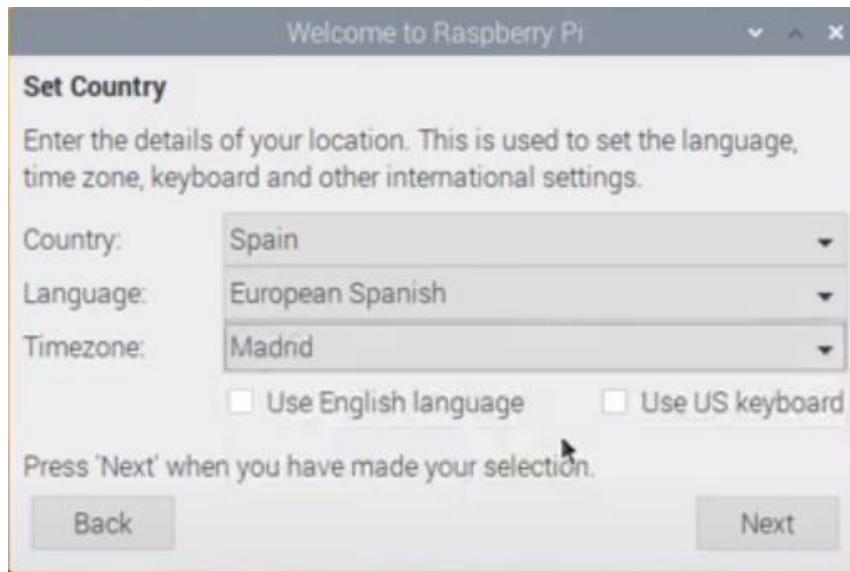 Welcome to Raspberry Pi
Set Country
Enter the details of your location. This is used to set the language,
time zone, keyboard and other international settings.
Country: Spain
Language: European Spanish
Timezone: Madrid
Use English language Use US keyboard
Press 'Next' when you have made your selection.
Back Next